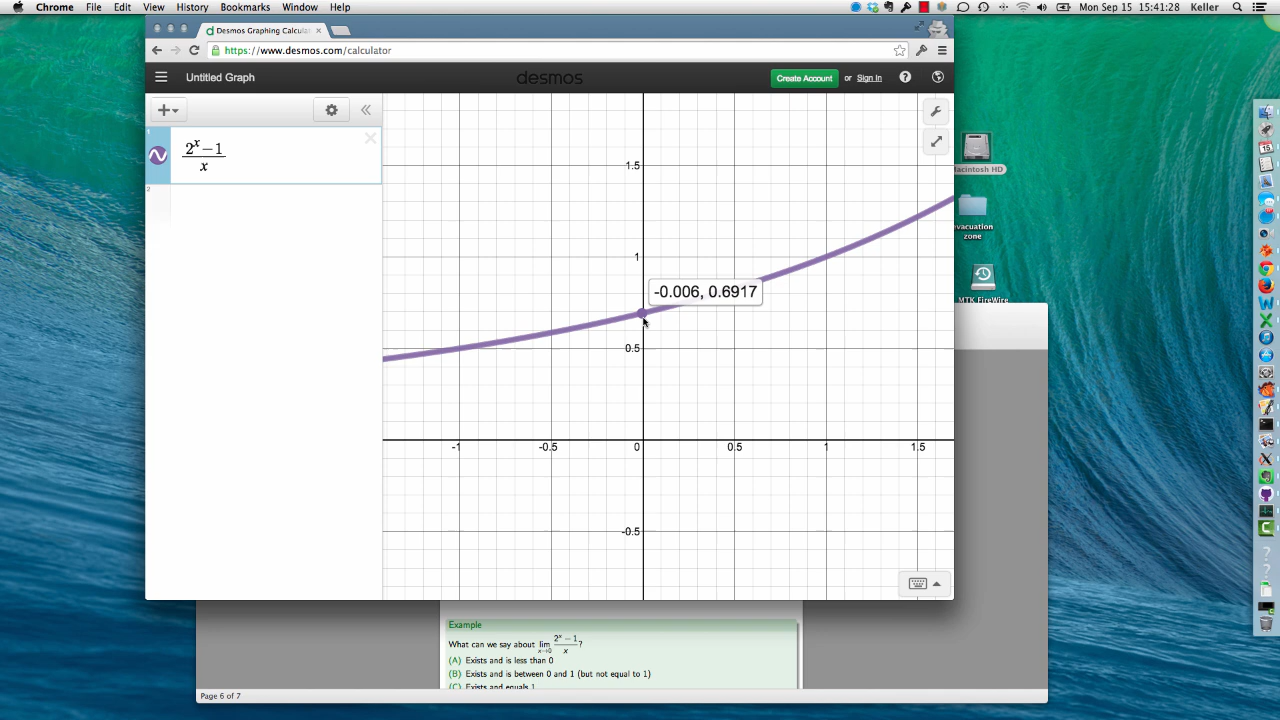 Chrome File Edit View History Bookmarks Window Help Mon Sep 15 15:41:28 Keller
Desmos Graphing Calcula
https://www.desmos.com/calculator
Untitled Graph desmos Create Account or Sign In
1
2ˣ−1
x
2
1.5
1
-0.006, 0.6917
0.5
-1 -0.5 0 0.5 1 1.5
-0.5
Macintosh HD
evacuation
zone
MTK FireWire
Example
What can we say about lim x→0 2ˣ − 1 / x ?
(A) Exists and is less than 0
(B) Exists and is between 0 and 1 (but not equal to 1)
(C) Exists and equals 1
Page 6 of 7